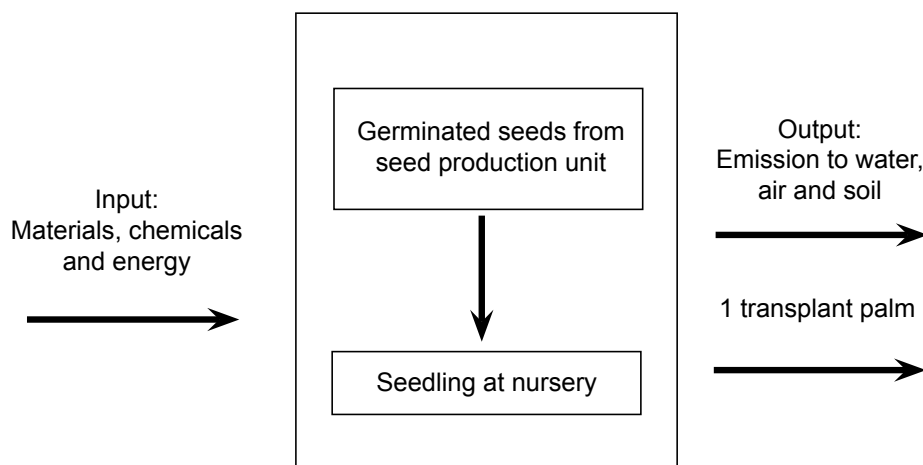 Input:
Materials, chemicals
and energy
Germinated seeds from
seed production unit
Seedling at nursery
Output:
Emission to water,
air and soil
1 transplant palm